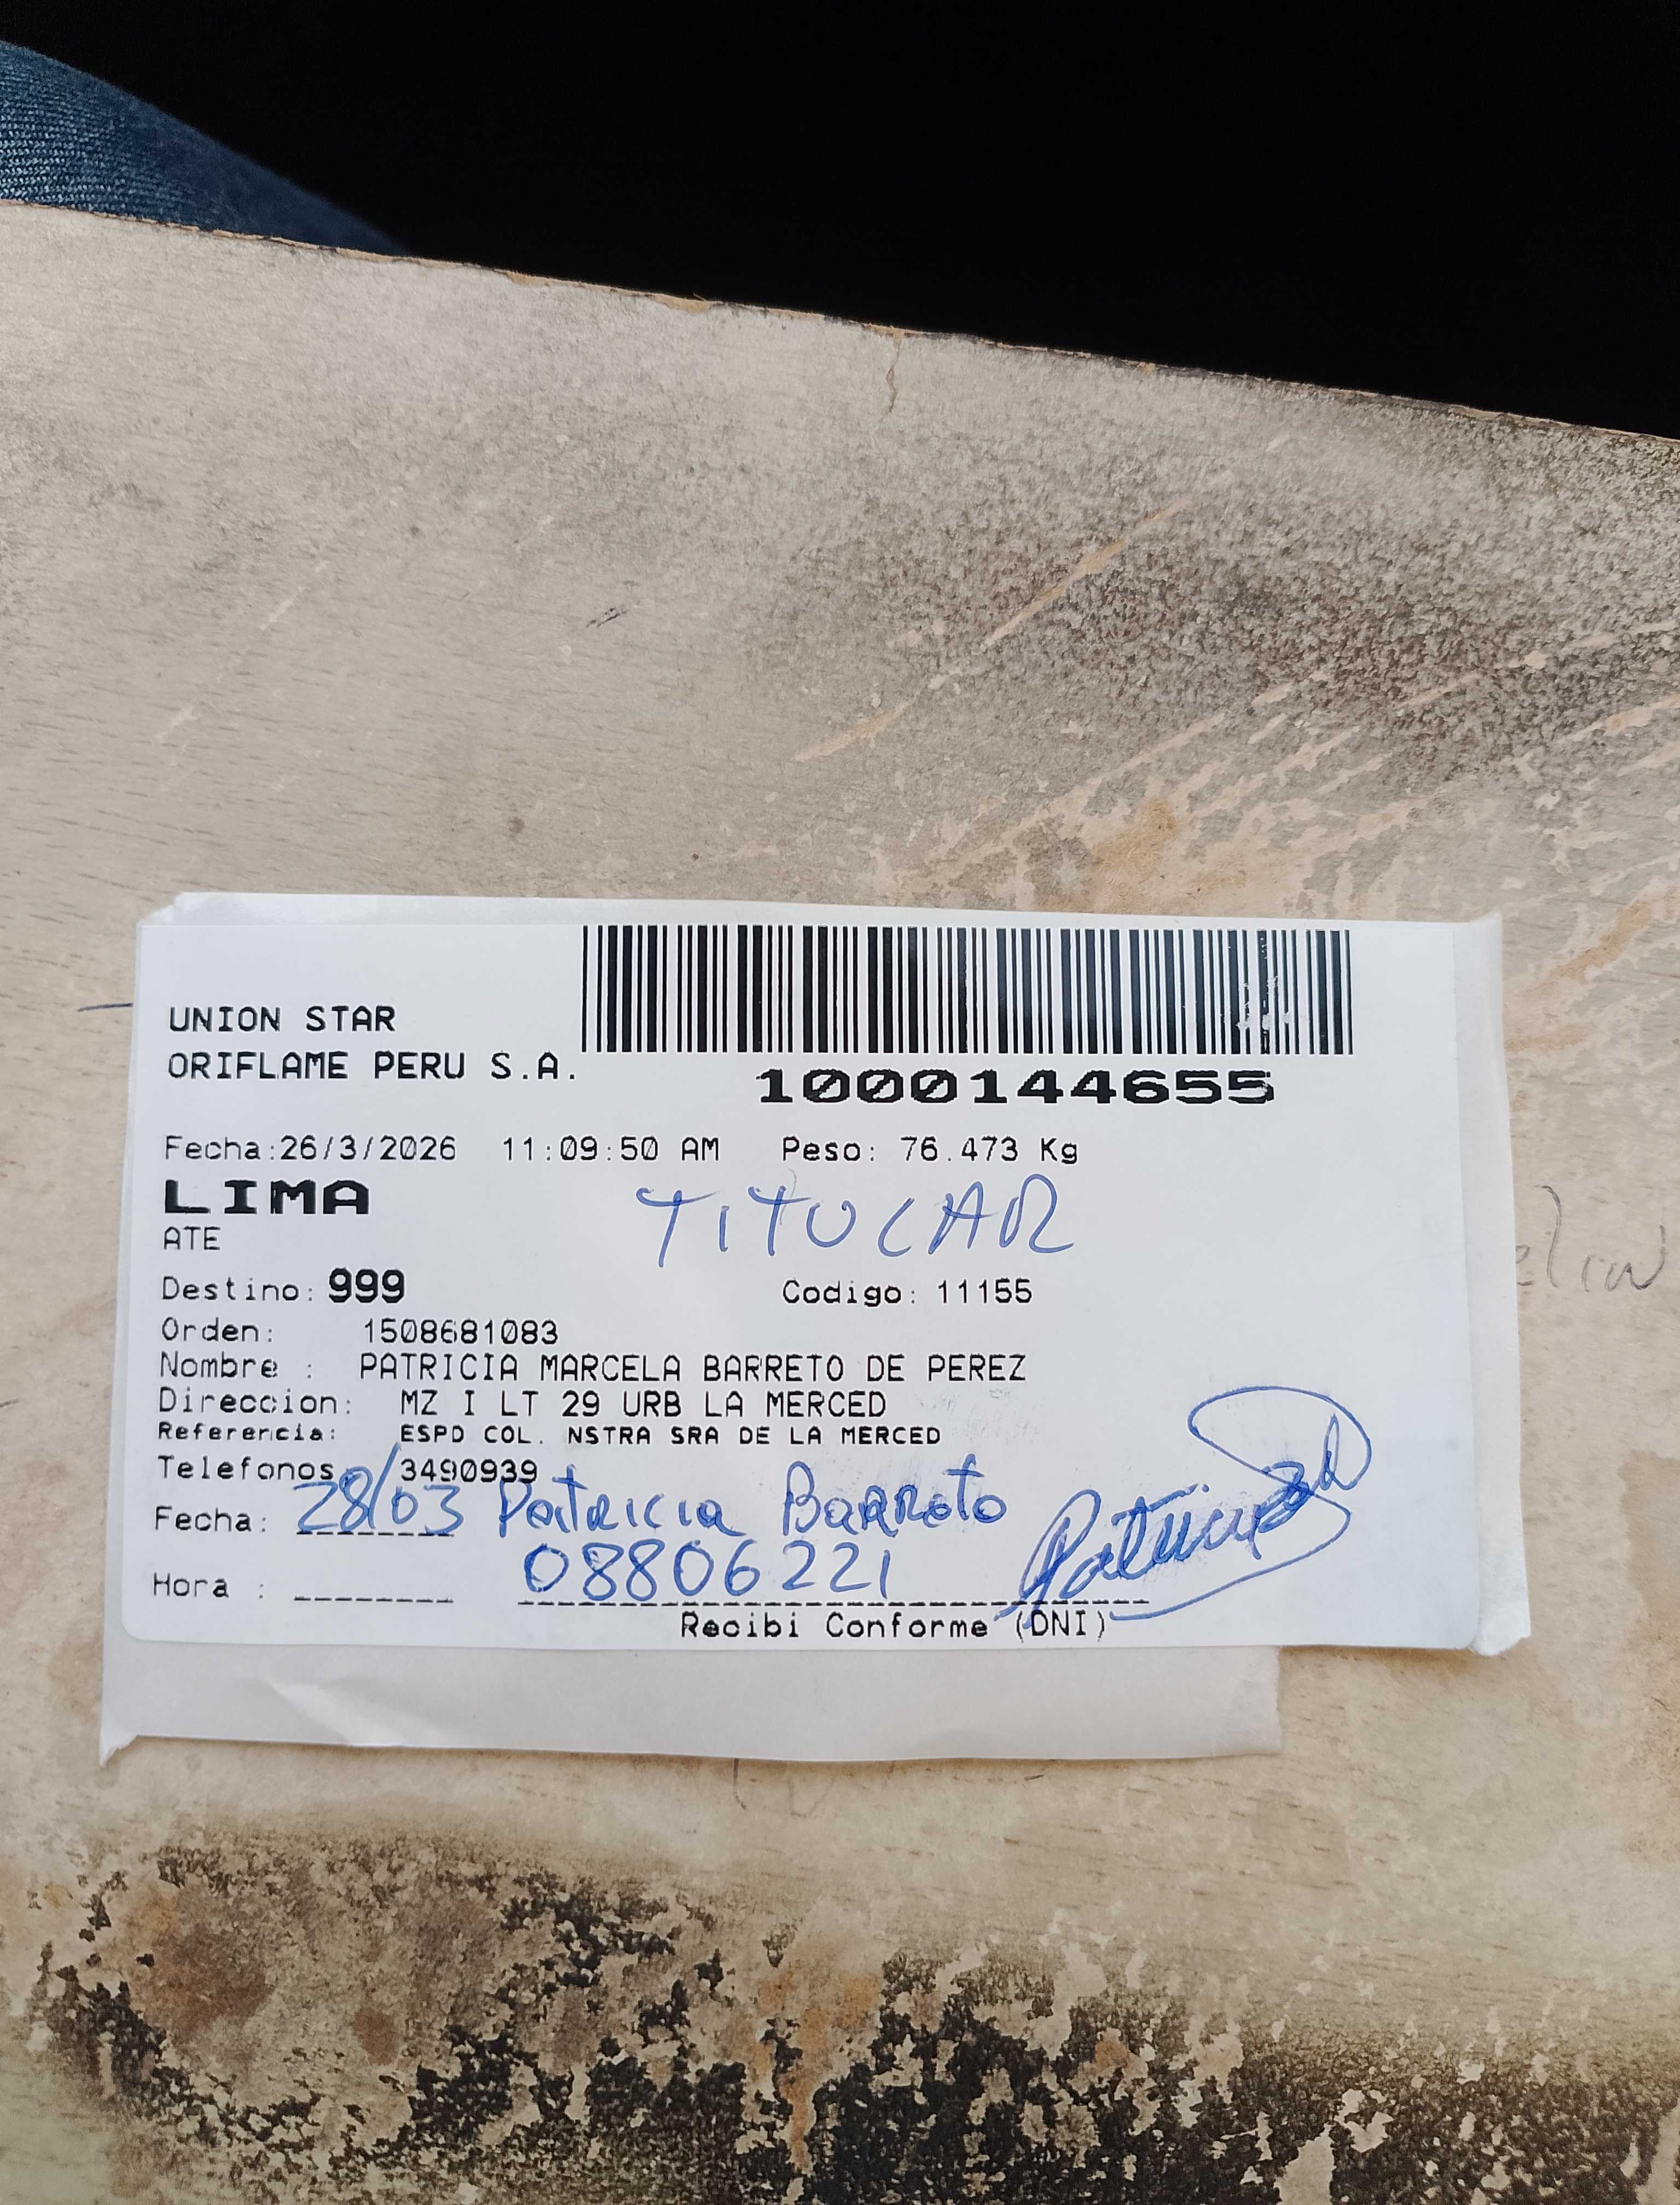 UNION STAR
ORIFLAME PERU S.A.
1000144655
Fecha:26/3/2026 11:09:50 AM Peso: 76.473 Kg
LIMA
TITULAR
ATE
Destino: 999 Codigo: 11155
Orden: 1508681083
Nombre : PATRICIA MARCELA BARRETO DE PEREZ
Direccion: MZ I LT 29 URB LA MERCED
Referencia: ESPD COL. NSTRA SRA DE LA MERCED
Telefonos 3490939
Fecha: 28/03 Patricia Barreto
Hora : 08806221
Recibi Conforme (DNI)